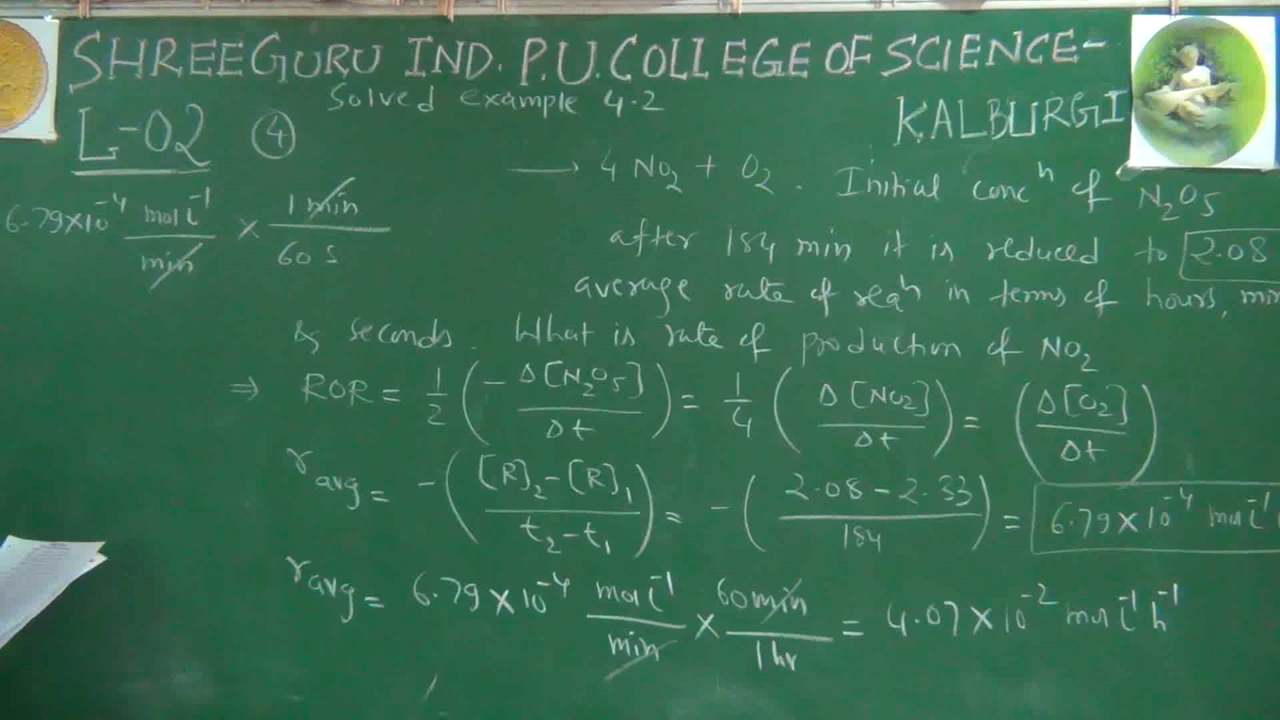 SHREEGURU IND. P.U. COLLEGE OF SCIENCE-
Solved example 4.2
KALBURGI
L-02 ④
⟶ 4 NO₂ + O₂ . Initial concⁿ of N₂O₅
6.79×10⁻⁴ mol l⁻¹/min × 1 min/60 s
after 184 min it is reduced to 2.08
average rate of reaⁿ in terms of hours, min
& seconds. What is rate of production of NO₂
⇒ ROR = 1/2 (- Δ[N₂O₅]/Δt) = 1/4 (Δ[NO₂]/Δt) = (Δ[O₂]/Δt)
r avg = -([R]₂-[R]₁/t₂-t₁) = -(2.08-2.33/184) = 6.79×10⁻⁴ mol l⁻¹
r avg = 6.79×10⁻⁴ mol l⁻¹/min × 60 min/1 hr = 4.07×10⁻² mol l⁻¹ h⁻¹